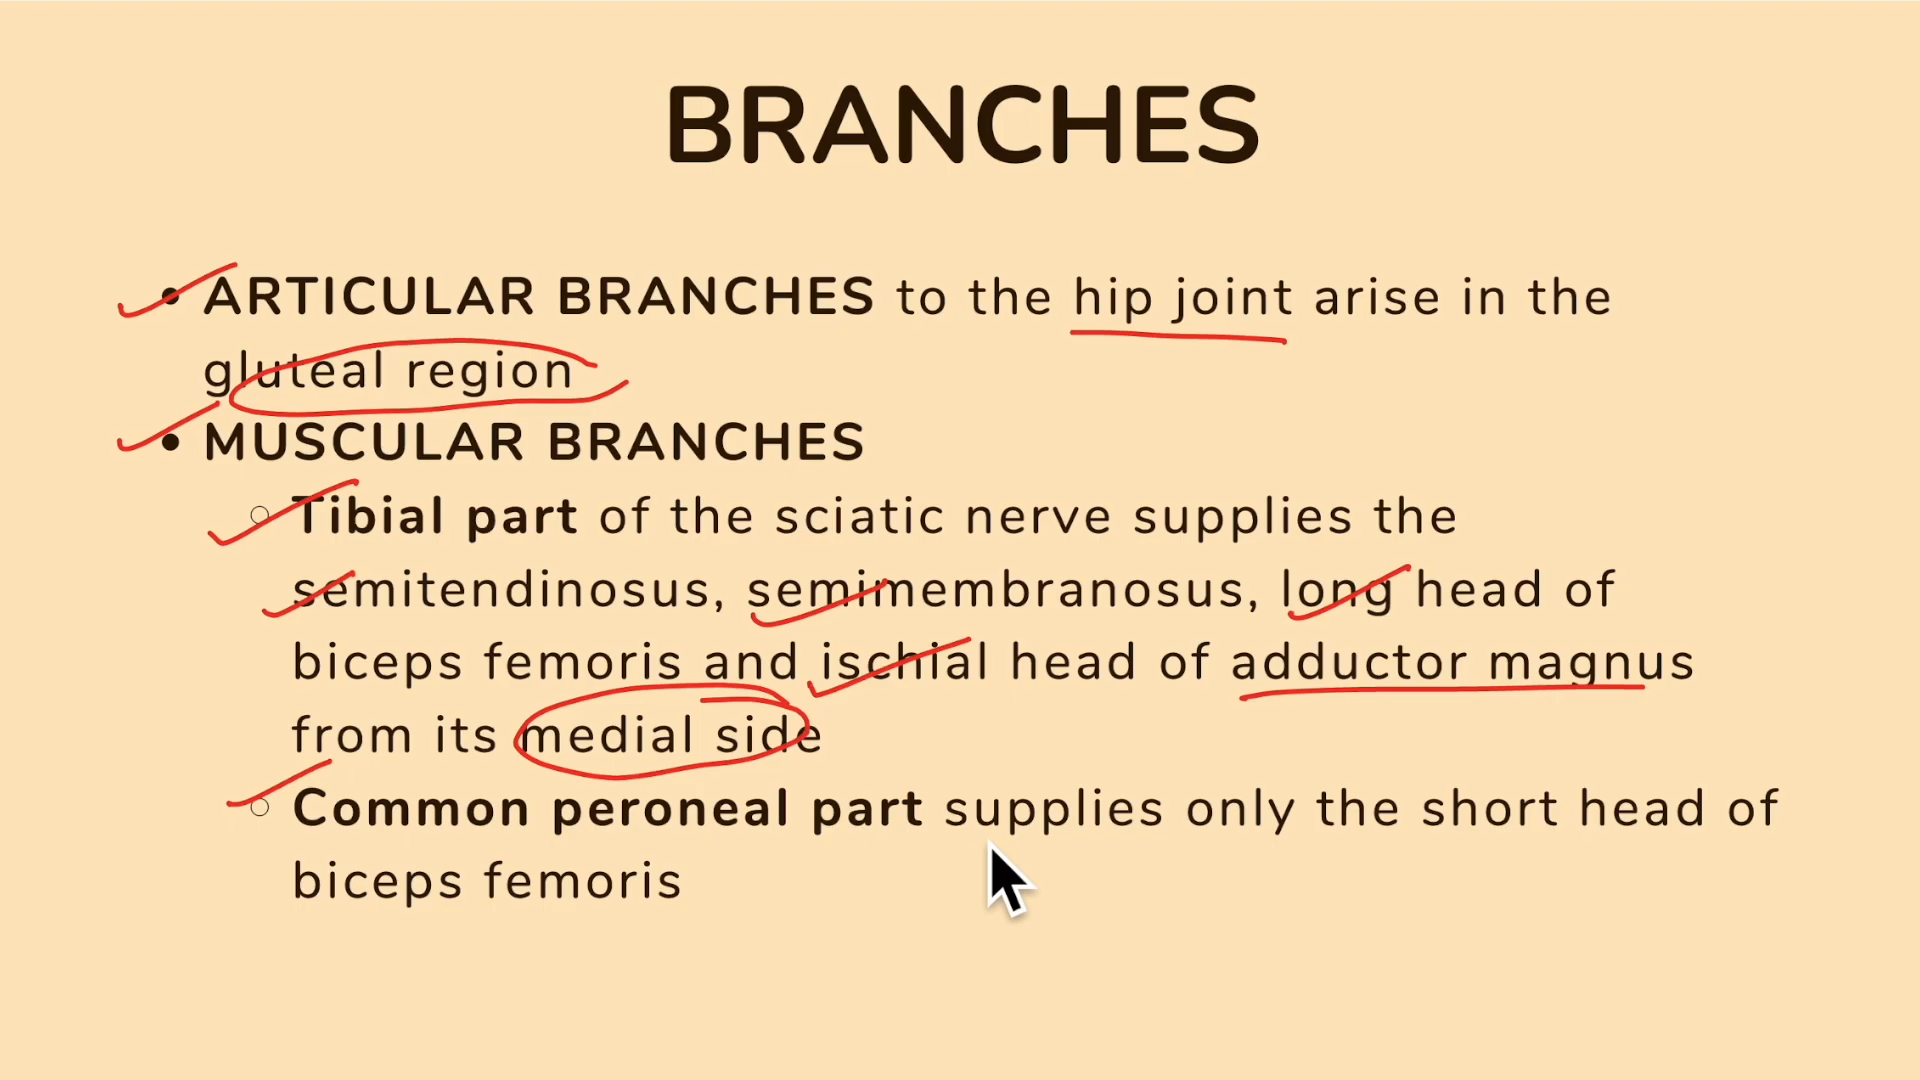 BRANCHES
• ARTICULAR BRANCHES to the hip joint arise in the
gluteal region
• MUSCULAR BRANCHES
○ Tibial part of the sciatic nerve supplies the
semitendinosus, semimembranosus, long head of
biceps femoris and ischial head of adductor magnus
from its medial side
○ Common peroneal part supplies only the short head of
biceps femoris